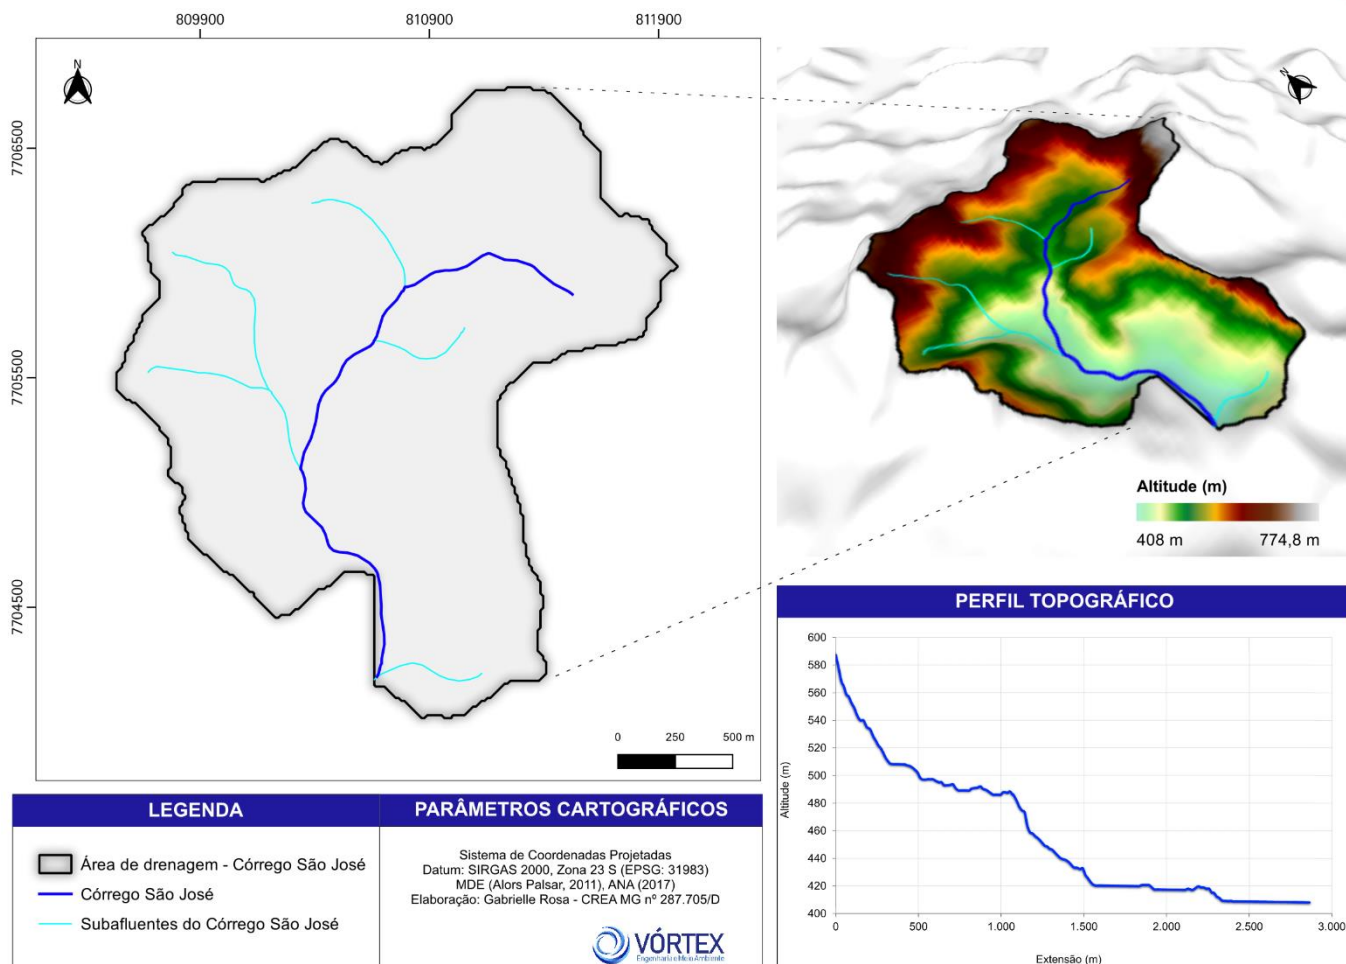 809900
810900
811900
N
7706500
7705500
7704500
0 250 500 m
N
Altitude (m)
408 m 774,8 m
PERFIL TOPOGRÁFICO
600
580
560
540
520
500
480
460
440
420
400
Altitude (m)
0 500 1.000 1.500 2.000 2.500 3.000
Extensão (m)
LEGENDA
Área de drenagem - Córrego São José
Córrego São José
Subafluentes do Córrego São José
PARÂMETROS CARTOGRÁFICOS
Sistema de Coordenadas Projetadas
Datum: SIRGAS 2000, Zona 23 S (EPSG: 31983)
MDE (Alors Palsar, 2011), ANA (2017)
Elaboração: Gabrielle Rosa - CREA MG nº 287.705/D
VÓRTEX
Engenharia e Meio Ambiente